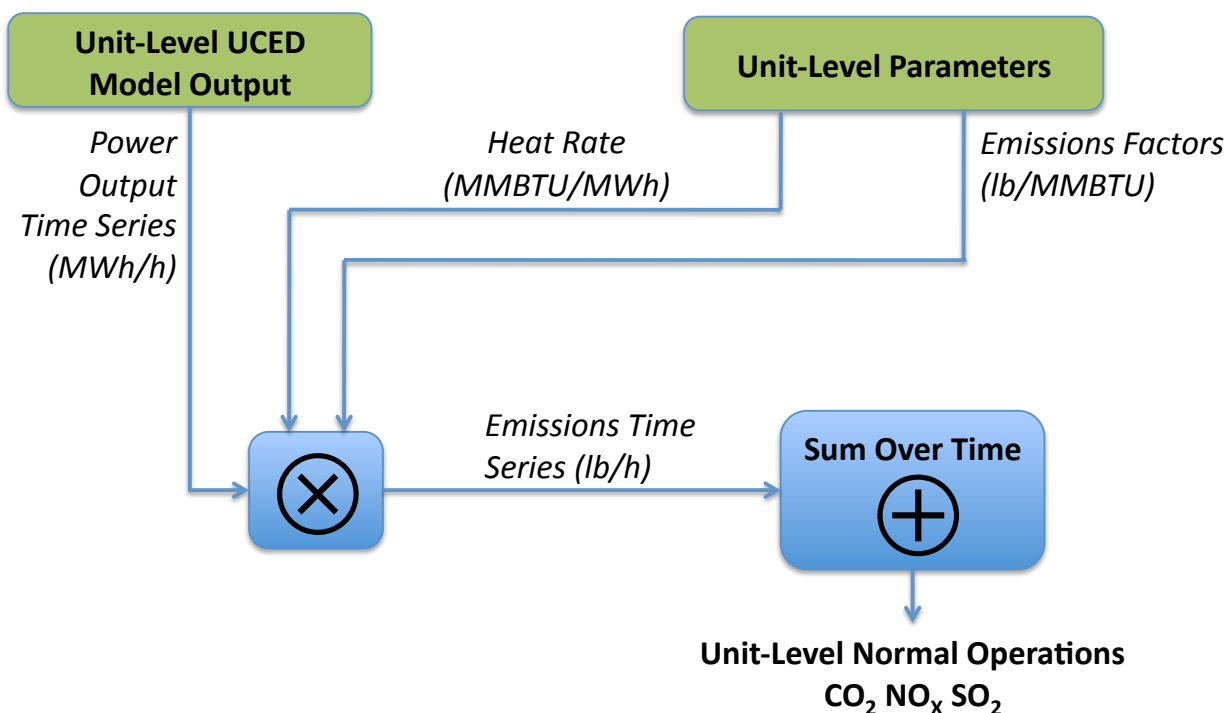 Unit-Level UCED
Model Output
Unit-Level Parameters
Power
Output
Time Series
(MWh/h)
Heat Rate
(MMBTU/MWh)
Emissions Factors
(lb/MMBTU)
Emissions Time
Series (lb/h)
Sum Over Time
Unit-Level Normal Operations
CO₂ NOₓ SO₂